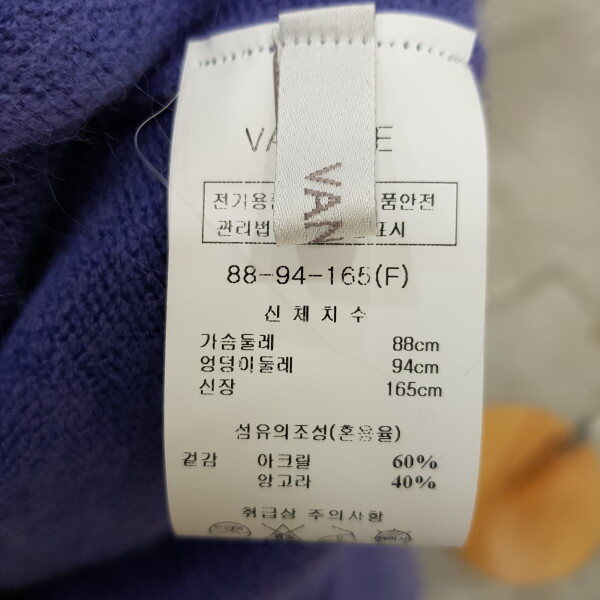 VAN
전기용 품안전
관리법 표시
88-94-165(F)
신체치수
가슴둘레 88cm
엉덩이둘레 94cm
신장 165cm
섬유의조성(혼용율)
겉감 아크릴 60%
앙고라 40%
취급상 주의사항
드라이